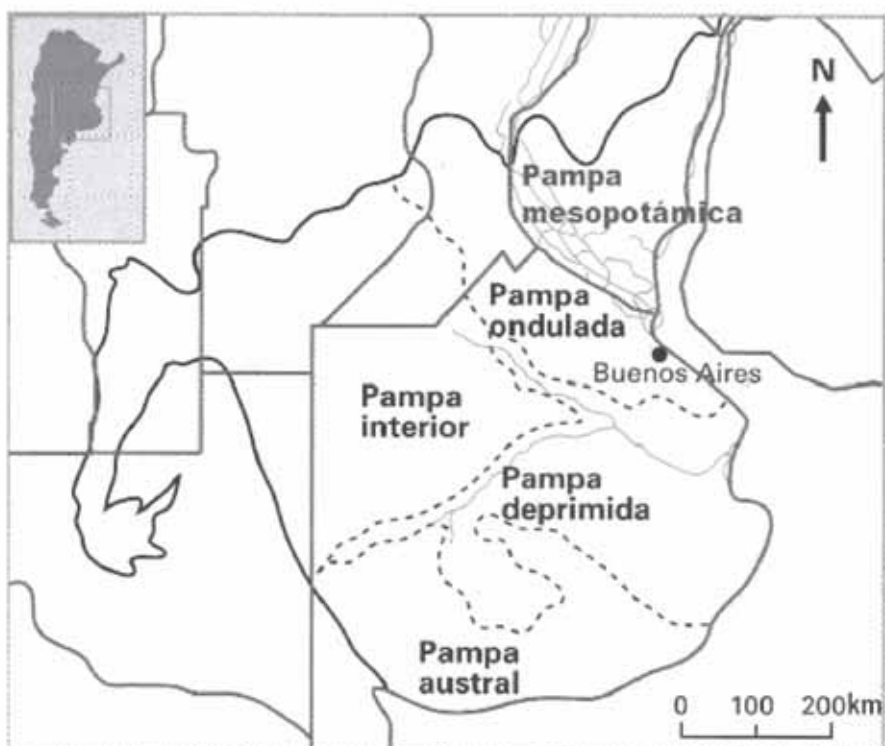 N
Pampa
mesopotámica
Pampa
ondulada
Buenos Aires
Pampa
interior
Pampa
deprimida
Pampa
austral
0 100 200km